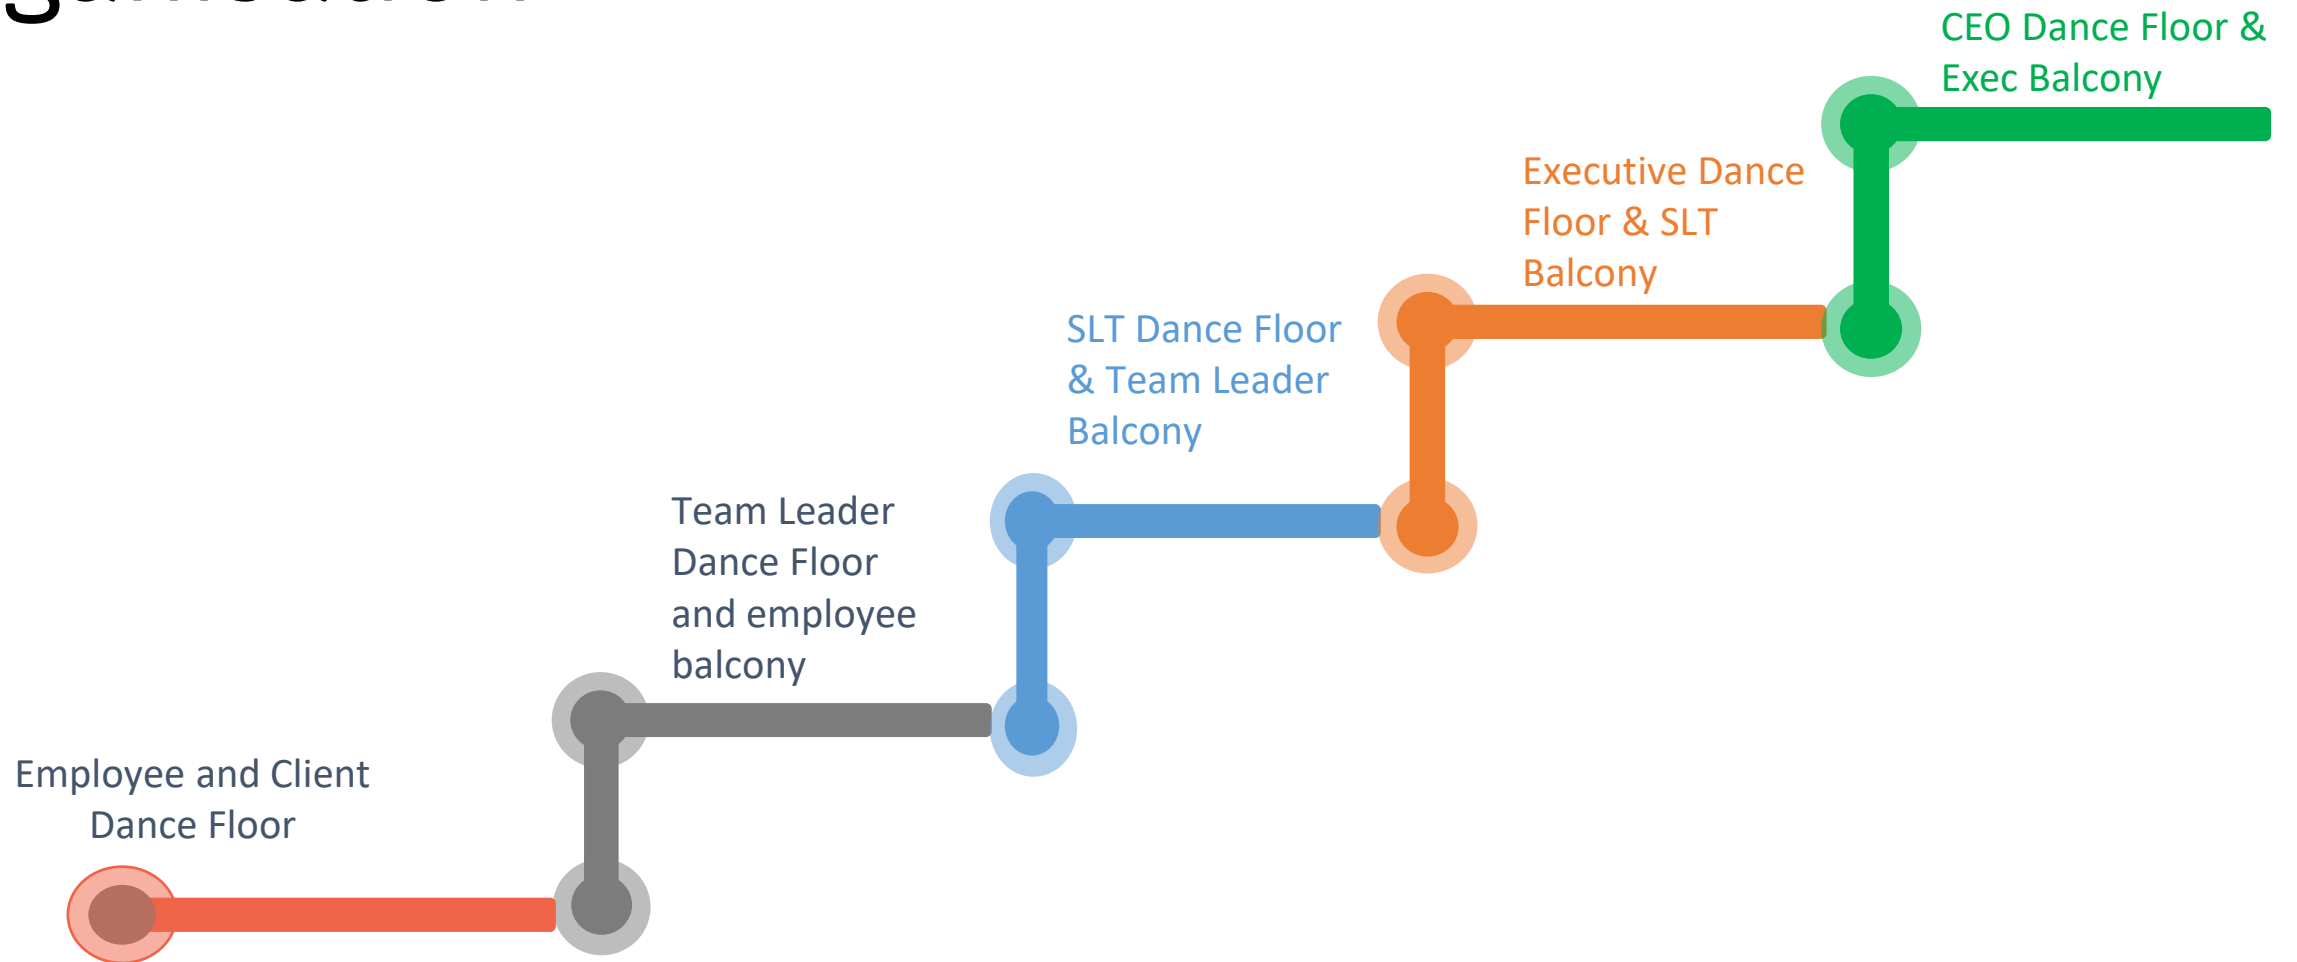 CEO Dance Floor &
Exec Balcony
Executive Dance
Floor & SLT
Balcony
SLT Dance Floor
& Team Leader
Balcony
Team Leader
Dance Floor
and employee
balcony
Employee and Client
Dance Floor